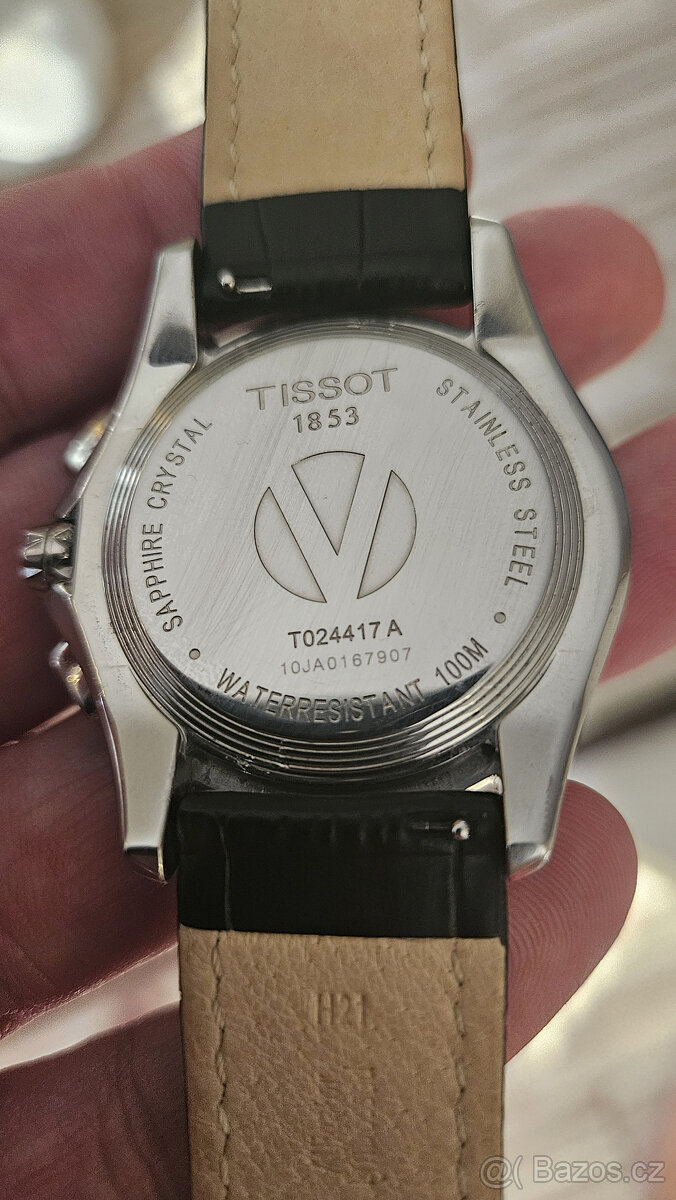 TISSOT
1853
SAPPHIRE CRYSTAL
STAINLESS STEEL
V
T024417 A
10JA0167907
• WATERRESISTANT 100M •
H21
@( Bazos.cz